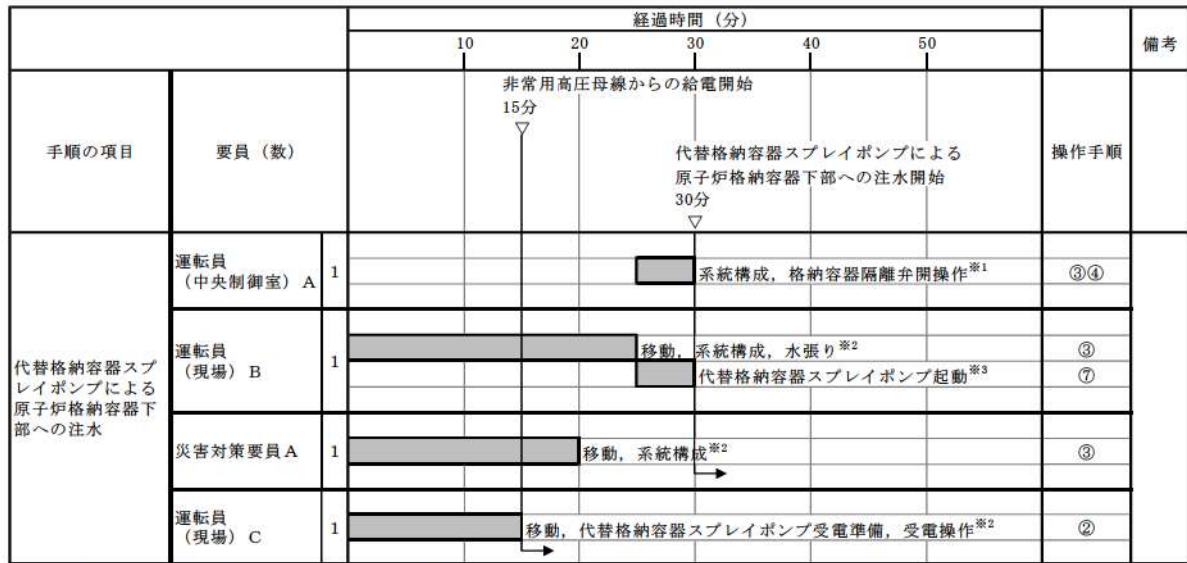 経過時間（分）
備考
10 20 30 40 50
手順の項目
要員（数）
非常用高圧母線からの給電開始
15分
▽
代替格納容器スプレイポンプによる
原子炉格納容器下部への注水開始
30分
▽
操作手順
代替格納容器スプ
レイポンプによる
原子炉格納容器下
部への注水
運転員
（中央制御室）A
1
系統構成，格納容器隔離弁開操作※1
③④
運転員
（現場）B
1
移動，系統構成，水張り※2
③
代替格納容器スプレイポンプ起動※3
⑦
災害対策要員A
1
移動，系統構成※2
③
運転員
（現場）C
1
移動，代替格納容器スプレイポンプ受電準備，受電操作※2
②